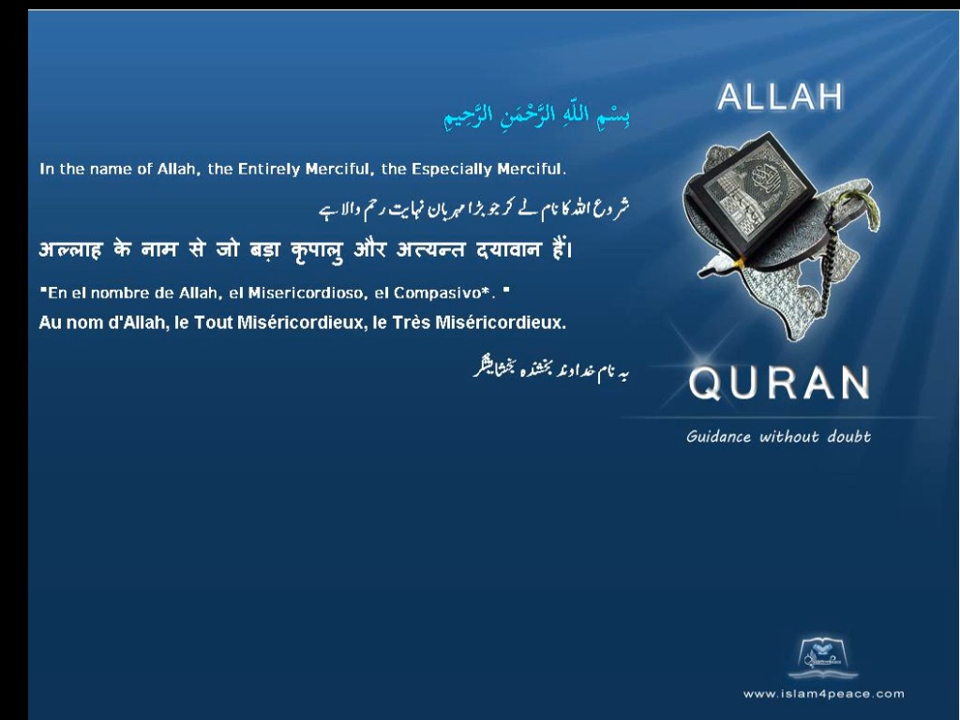 بِسْمِ اللّهِ الرَّحْمَنِ الرَّحِيمِ
In the name of Allah, the Entirely Merciful, the Especially Merciful.
شروع الله کا نام لے کر جو بڑا مہربان نہایت رحم والا ہے
अल्लाह के नाम से जो बड़ा कृपालु और अत्यन्त दयावान हैं।
"En el nombre de Allah, el Misericordioso, el Compasivo*. "
Au nom d'Allah, le Tout Miséricordieux, le Très Miséricordieux.
به نام خداوند بخشنده بخشایشگر
ALLAH
QURAN
Guidance without doubt
www.islam4peace.com